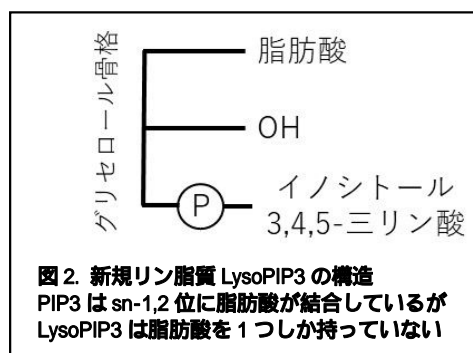 グリセロール骨格
脂肪酸
OH
P
イノシトール
3,4,5-三リン酸
図 2. 新規リン脂質 LysoPIP3 の構造
PIP3 は sn-1,2 位に脂肪酸が結合しているが
LysoPIP3 は脂肪酸を 1 つしか持っていない